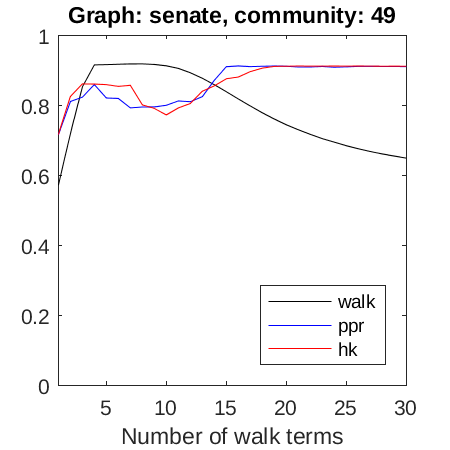 Graph: senate, community: 49
1
0.8
0.6
0.4
0.2
0
walk
ppr
hk
5 10 15 20 25 30
Number of walk terms